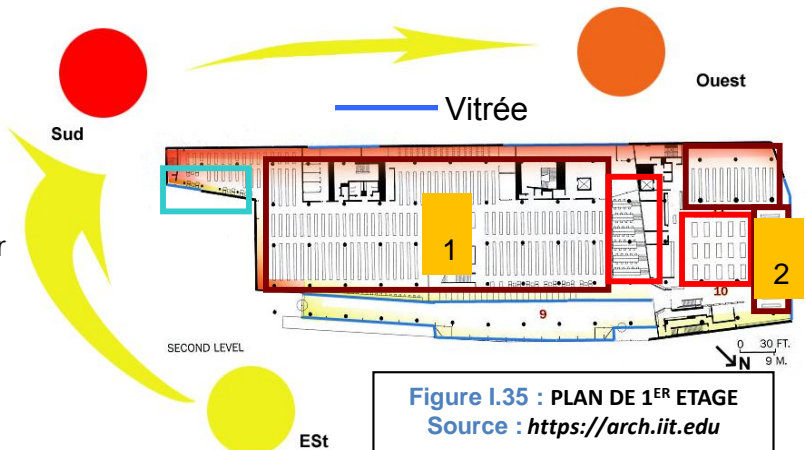 Ouest
Vitrée
Sud
r
1
2
10
9
SECOND LEVEL
0 30 FT.
N 9 M.
Figure I.35 : PLAN DE 1ER ETAGE
Source : https://arch.iit.edu
ESt